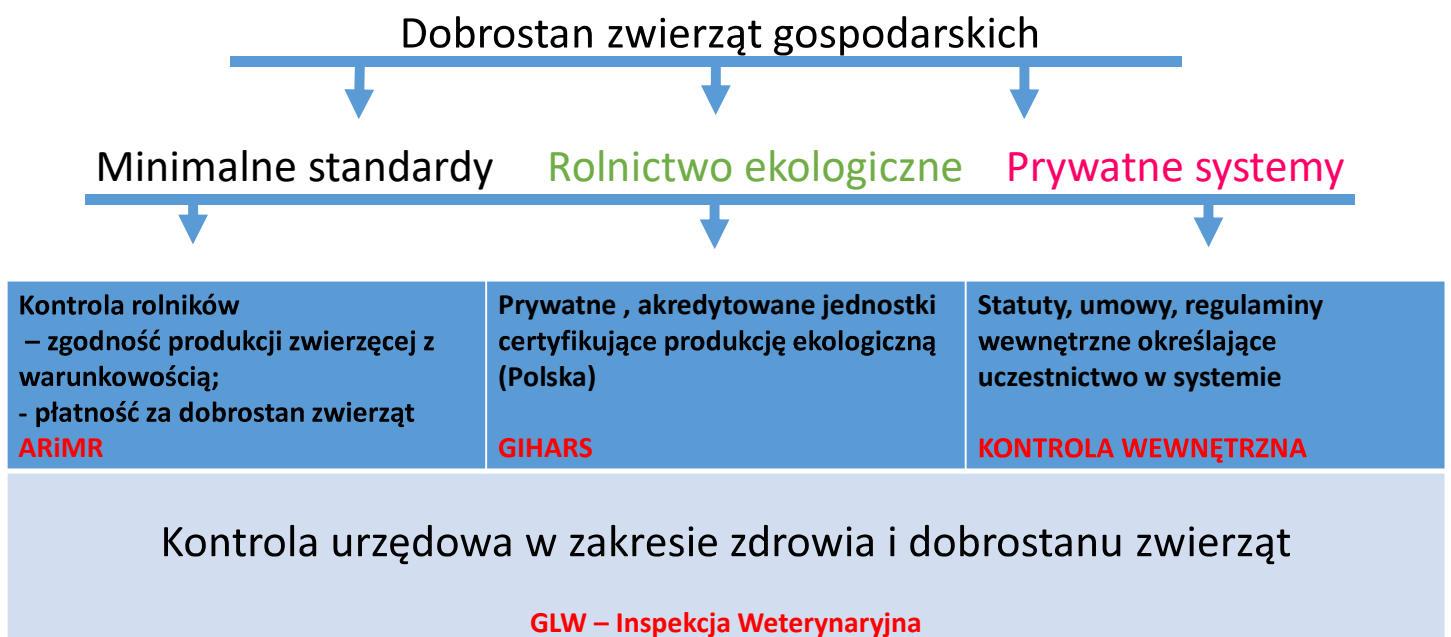 Dobrostan zwierząt gospodarskich
Minimalne standardy
Rolnictwo ekologiczne
Prywatne systemy
Kontrola rolników
– zgodność produkcji zwierzęcej z
warunkowością;
- płatność za dobrostan zwierząt
ARiMR
Prywatne , akredytowane jednostki
certyfikujące produkcję ekologiczną
(Polska)
GIHARS
Statuty, umowy, regulaminy
wewnętrzne określające
uczestnictwo w systemie
KONTROLA WEWNĘTRZNA
Kontrola urzędowa w zakresie zdrowia i dobrostanu zwierząt
GLW – Inspekcja Weterynaryjna